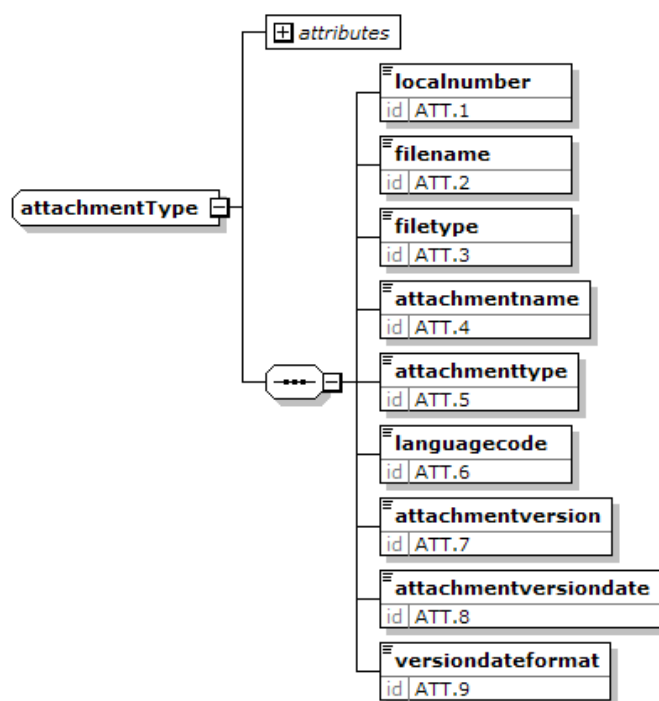 attributes
localnumber
id ATT.1
filename
id ATT.2
filetype
id ATT.3
attachmentType
attachmentname
id ATT.4
attachmenttype
id ATT.5
languagecode
id ATT.6
attachmentversion
id ATT.7
attachmentversiondate
id ATT.8
versiondateformat
id ATT.9